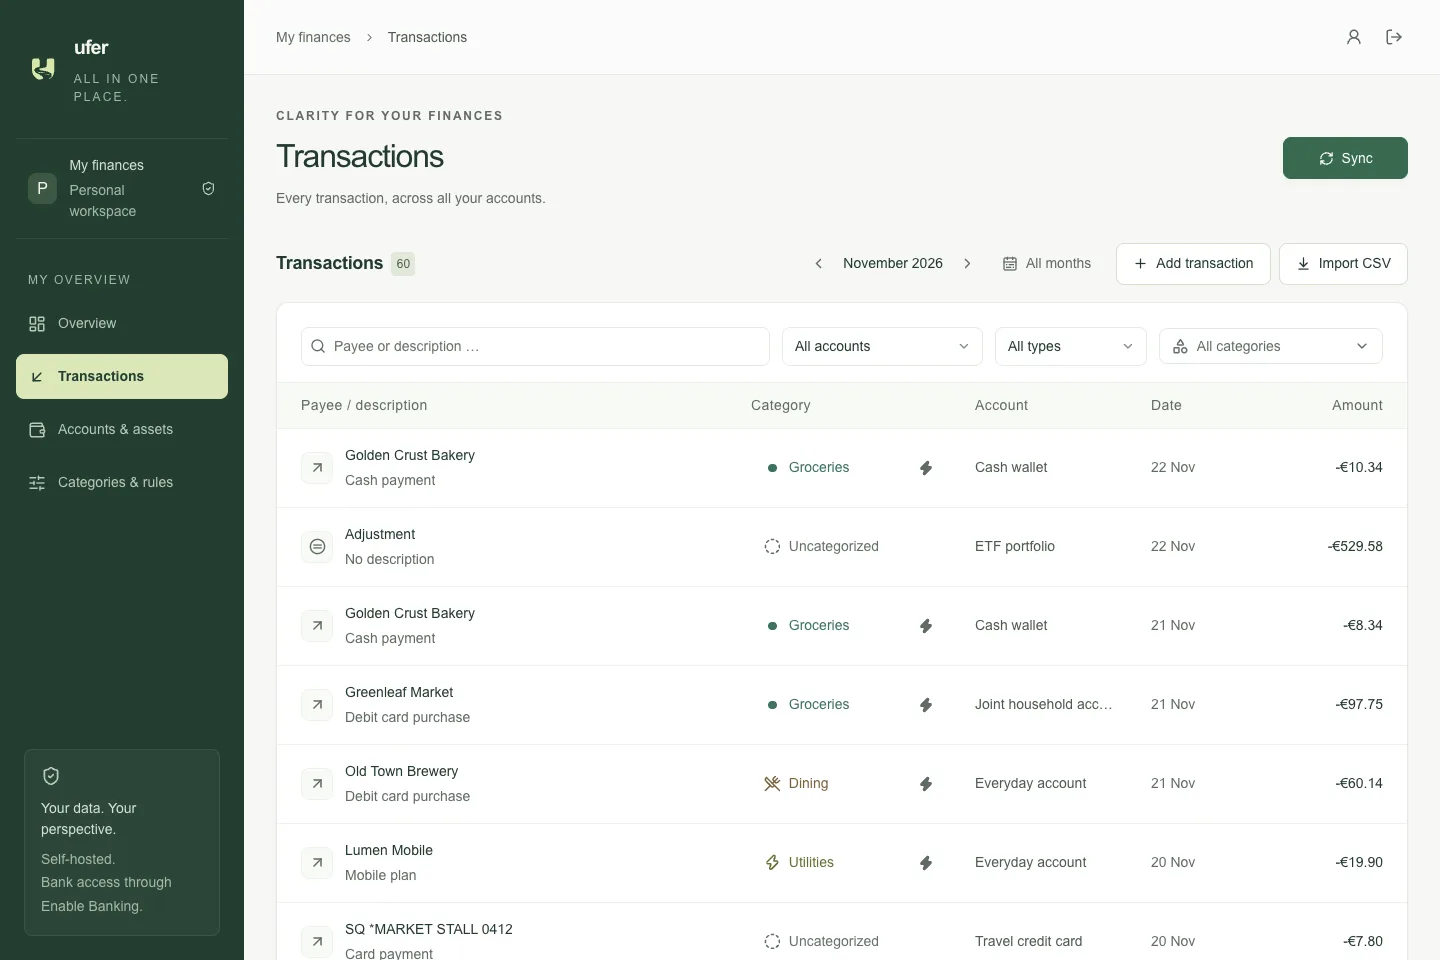 ufer
ALL IN ONE
PLACE.
P
My finances
Personal
workspace
MY OVERVIEW
Overview
Transactions
Accounts & assets
Categories & rules
Your data. Your
perspective.
Self-hosted.
Bank access through
Enable Banking.
My finances > Transactions
CLARITY FOR YOUR FINANCES
Transactions
Sync
Every transaction, across all your accounts.
Transactions 60
November 2026
All months
Add transaction
Import CSV
Payee or description …
All accounts
All types
All categories
Payee / description Category Account Date Amount
Golden Crust Bakery
Cash payment
Groceries Cash wallet 22 Nov -€10.34
Adjustment
No description
Uncategorized ETF portfolio 22 Nov -€529.58
Golden Crust Bakery
Cash payment
Groceries Cash wallet 21 Nov -€8.34
Greenleaf Market
Debit card purchase
Groceries Joint household acc… 21 Nov -€97.75
Old Town Brewery
Debit card purchase
Dining Everyday account 21 Nov -€60.14
Lumen Mobile
Mobile plan
Utilities Everyday account 20 Nov -€19.90
SQ *MARKET STALL 0412
Card payment
Uncategorized Travel credit card 20 Nov -€7.80